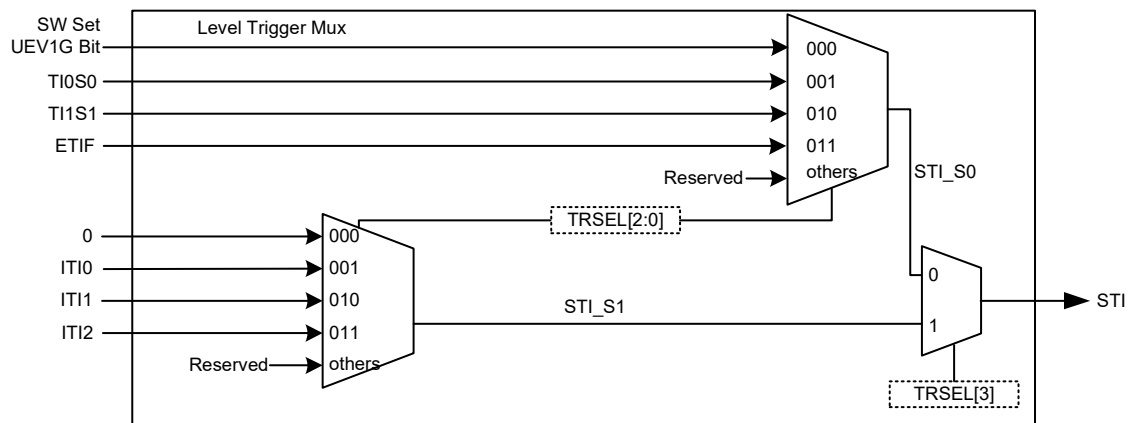 SW Set
UEV1G Bit
Level Trigger Mux
000
TI0S0
001
TI1S1
010
ETIF
011
Reserved
others
STI_S0
TRSEL[2:0]
0
000
ITI0
001
0
ITI1
010
STI_S1
STI
ITI2
011
1
Reserved
others
TRSEL[3]